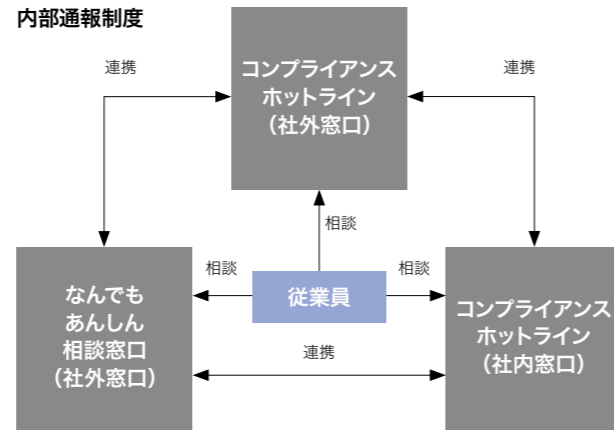 内部通報制度
連携
コンプライアンス
ホットライン
（社外窓口）
連携
相談
なんでも
あんしん
相談窓口
（社外窓口）
相談
従業員
相談
コンプライアンス
ホットライン
（社内窓口）
連携